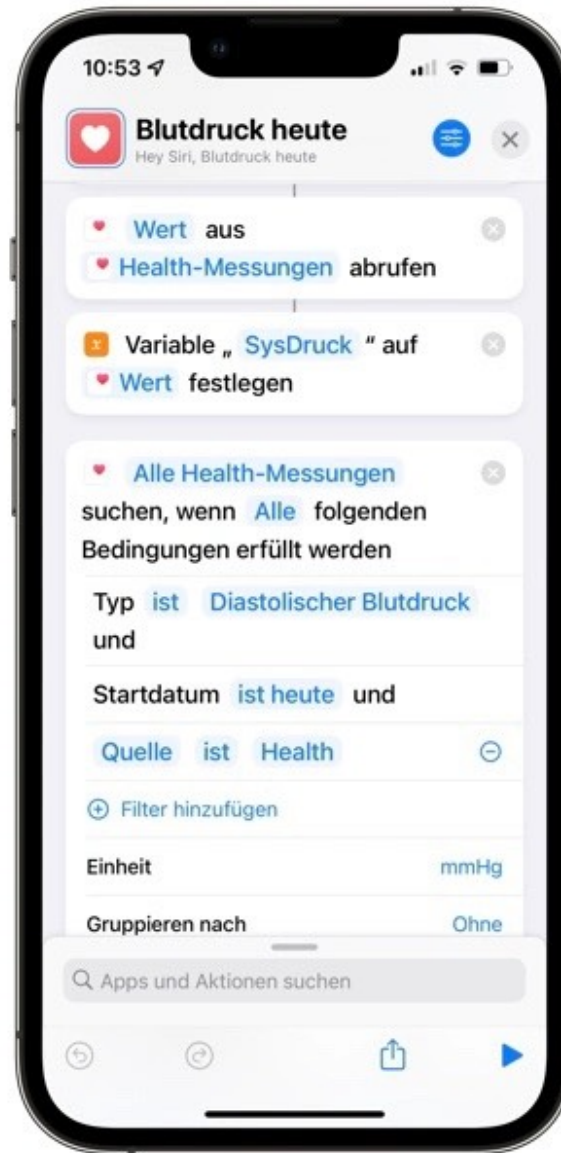 10:53
Blutdruck heute
Hey Siri, Blutdruck heute
Wert aus
Health-Messungen abrufen
x Variable „ SysDruck “ auf
Wert festlegen
Alle Health-Messungen
suchen, wenn Alle folgenden
Bedingungen erfüllt werden
Typ ist Diastolischer Blutdruck
und
Startdatum ist heute und
Quelle ist Health
Filter hinzufügen
Einheit mmHg
Gruppieren nach Ohne
Apps und Aktionen suchen